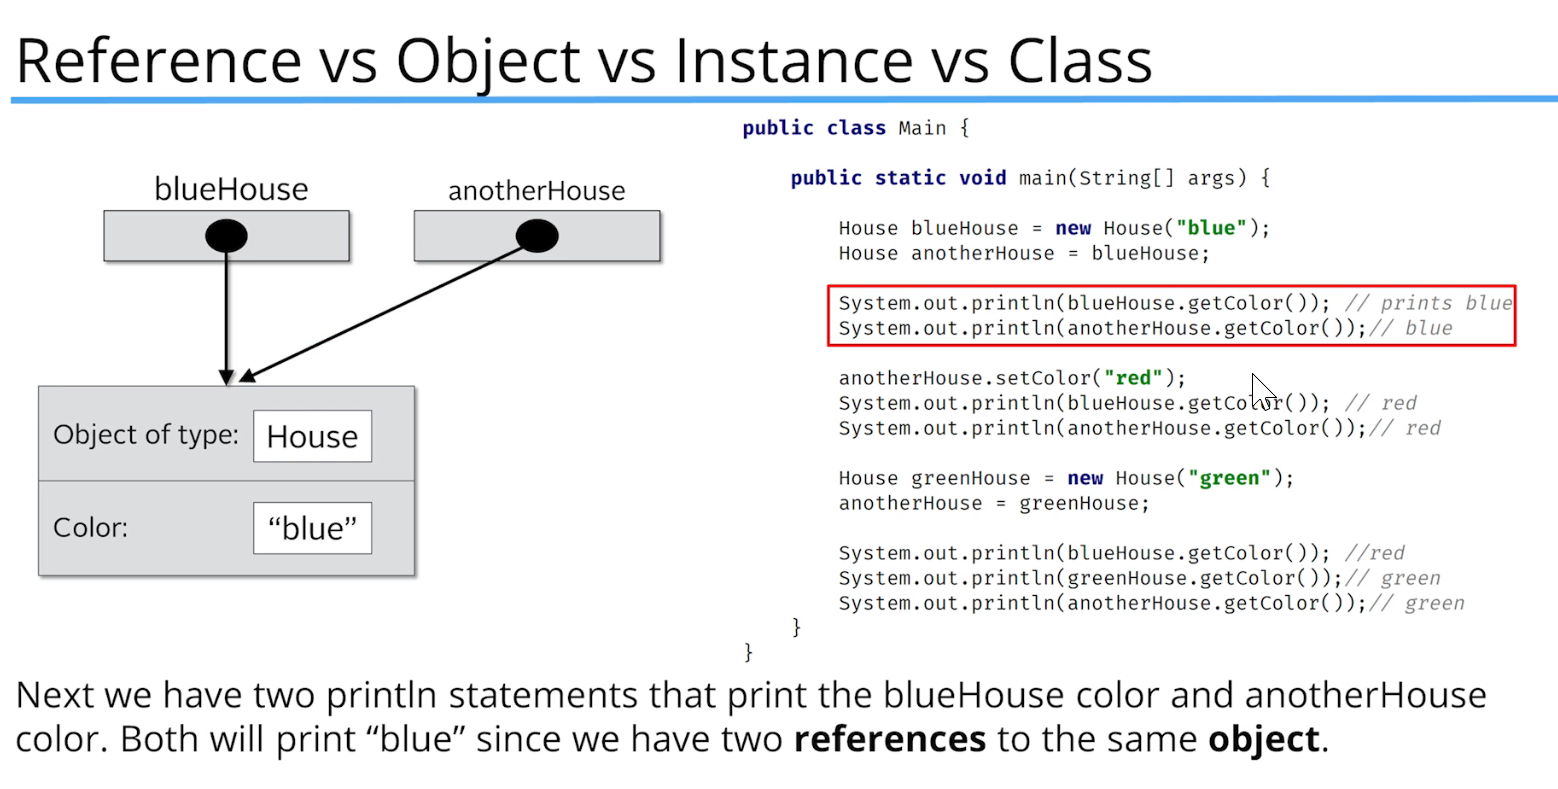 Reference vs Object vs Instance vs Class
blueHouse
anotherHouse
Object of type: House
Color: “blue”
public class Main {
public static void main(String[] args) {
House blueHouse = new House("blue");
House anotherHouse = blueHouse;
System.out.println(blueHouse.getColor()); // prints blue
System.out.println(anotherHouse.getColor());// blue
anotherHouse.setColor("red");
System.out.println(blueHouse.getColor()); // red
System.out.println(anotherHouse.getColor());// red
House greenHouse = new House("green");
anotherHouse = greenHouse;
System.out.println(blueHouse.getColor()); //red
System.out.println(greenHouse.getColor());// green
System.out.println(anotherHouse.getColor());// green
}
}
Next we have two println statements that print the blueHouse color and anotherHouse
color. Both will print “blue” since we have two references to the same object.